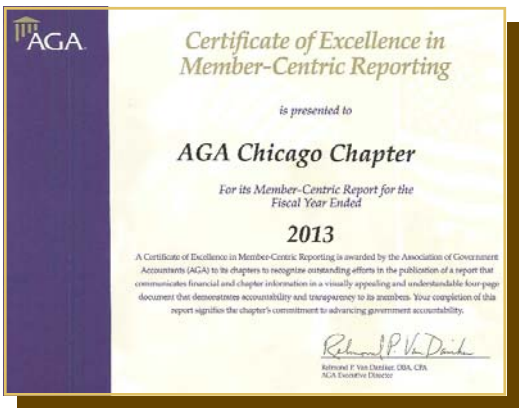 AGA
Certificate of Excellence in
Member-Centric Reporting
is presented to
AGA Chicago Chapter
For its Member-Centric Report for the
Fiscal Year Ended
2013
A Certificate of Excellence in Member-Centric Reporting is awarded by the Association of Government
Accountants (AGA) to its chapters to recognize outstanding efforts in the publication of a report that
communicates financial and chapter information in a visually appealing and understandable four-page
document that demonstrates accountability and transparency to its members. Your completion of this
report signifies the chapter's commitment to advancing government accountability.
Relmond P. Van Daniker
Relmond P. Van Daniker, DBA, CPA
AGA Executive Director